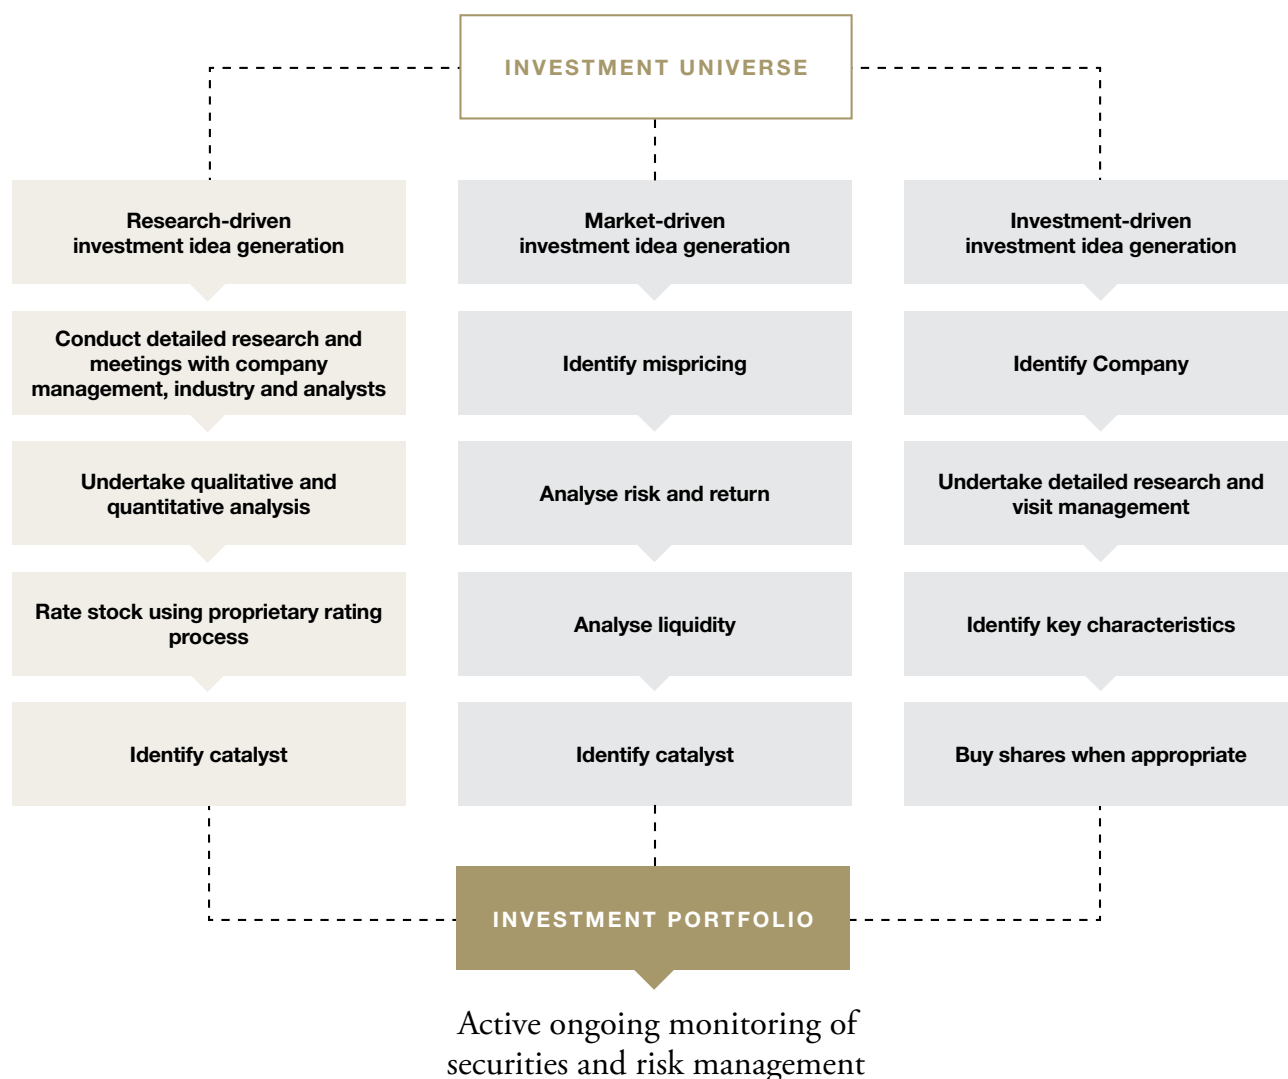 INVESTMENT UNIVERSE
Research-driven
investment idea generation
Conduct detailed research and
meetings with company
management, industry and analysts
Undertake qualitative and
quantitative analysis
Rate stock using proprietary rating
process
Identify catalyst
Market-driven
investment idea generation
Identify mispricing
Analyse risk and return
Analyse liquidity
Identify catalyst
Investment-driven
investment idea generation
Identify Company
Undertake detailed research and
visit management
Identify key characteristics
Buy shares when appropriate
INVESTMENT PORTFOLIO
Active ongoing monitoring of
securities and risk management